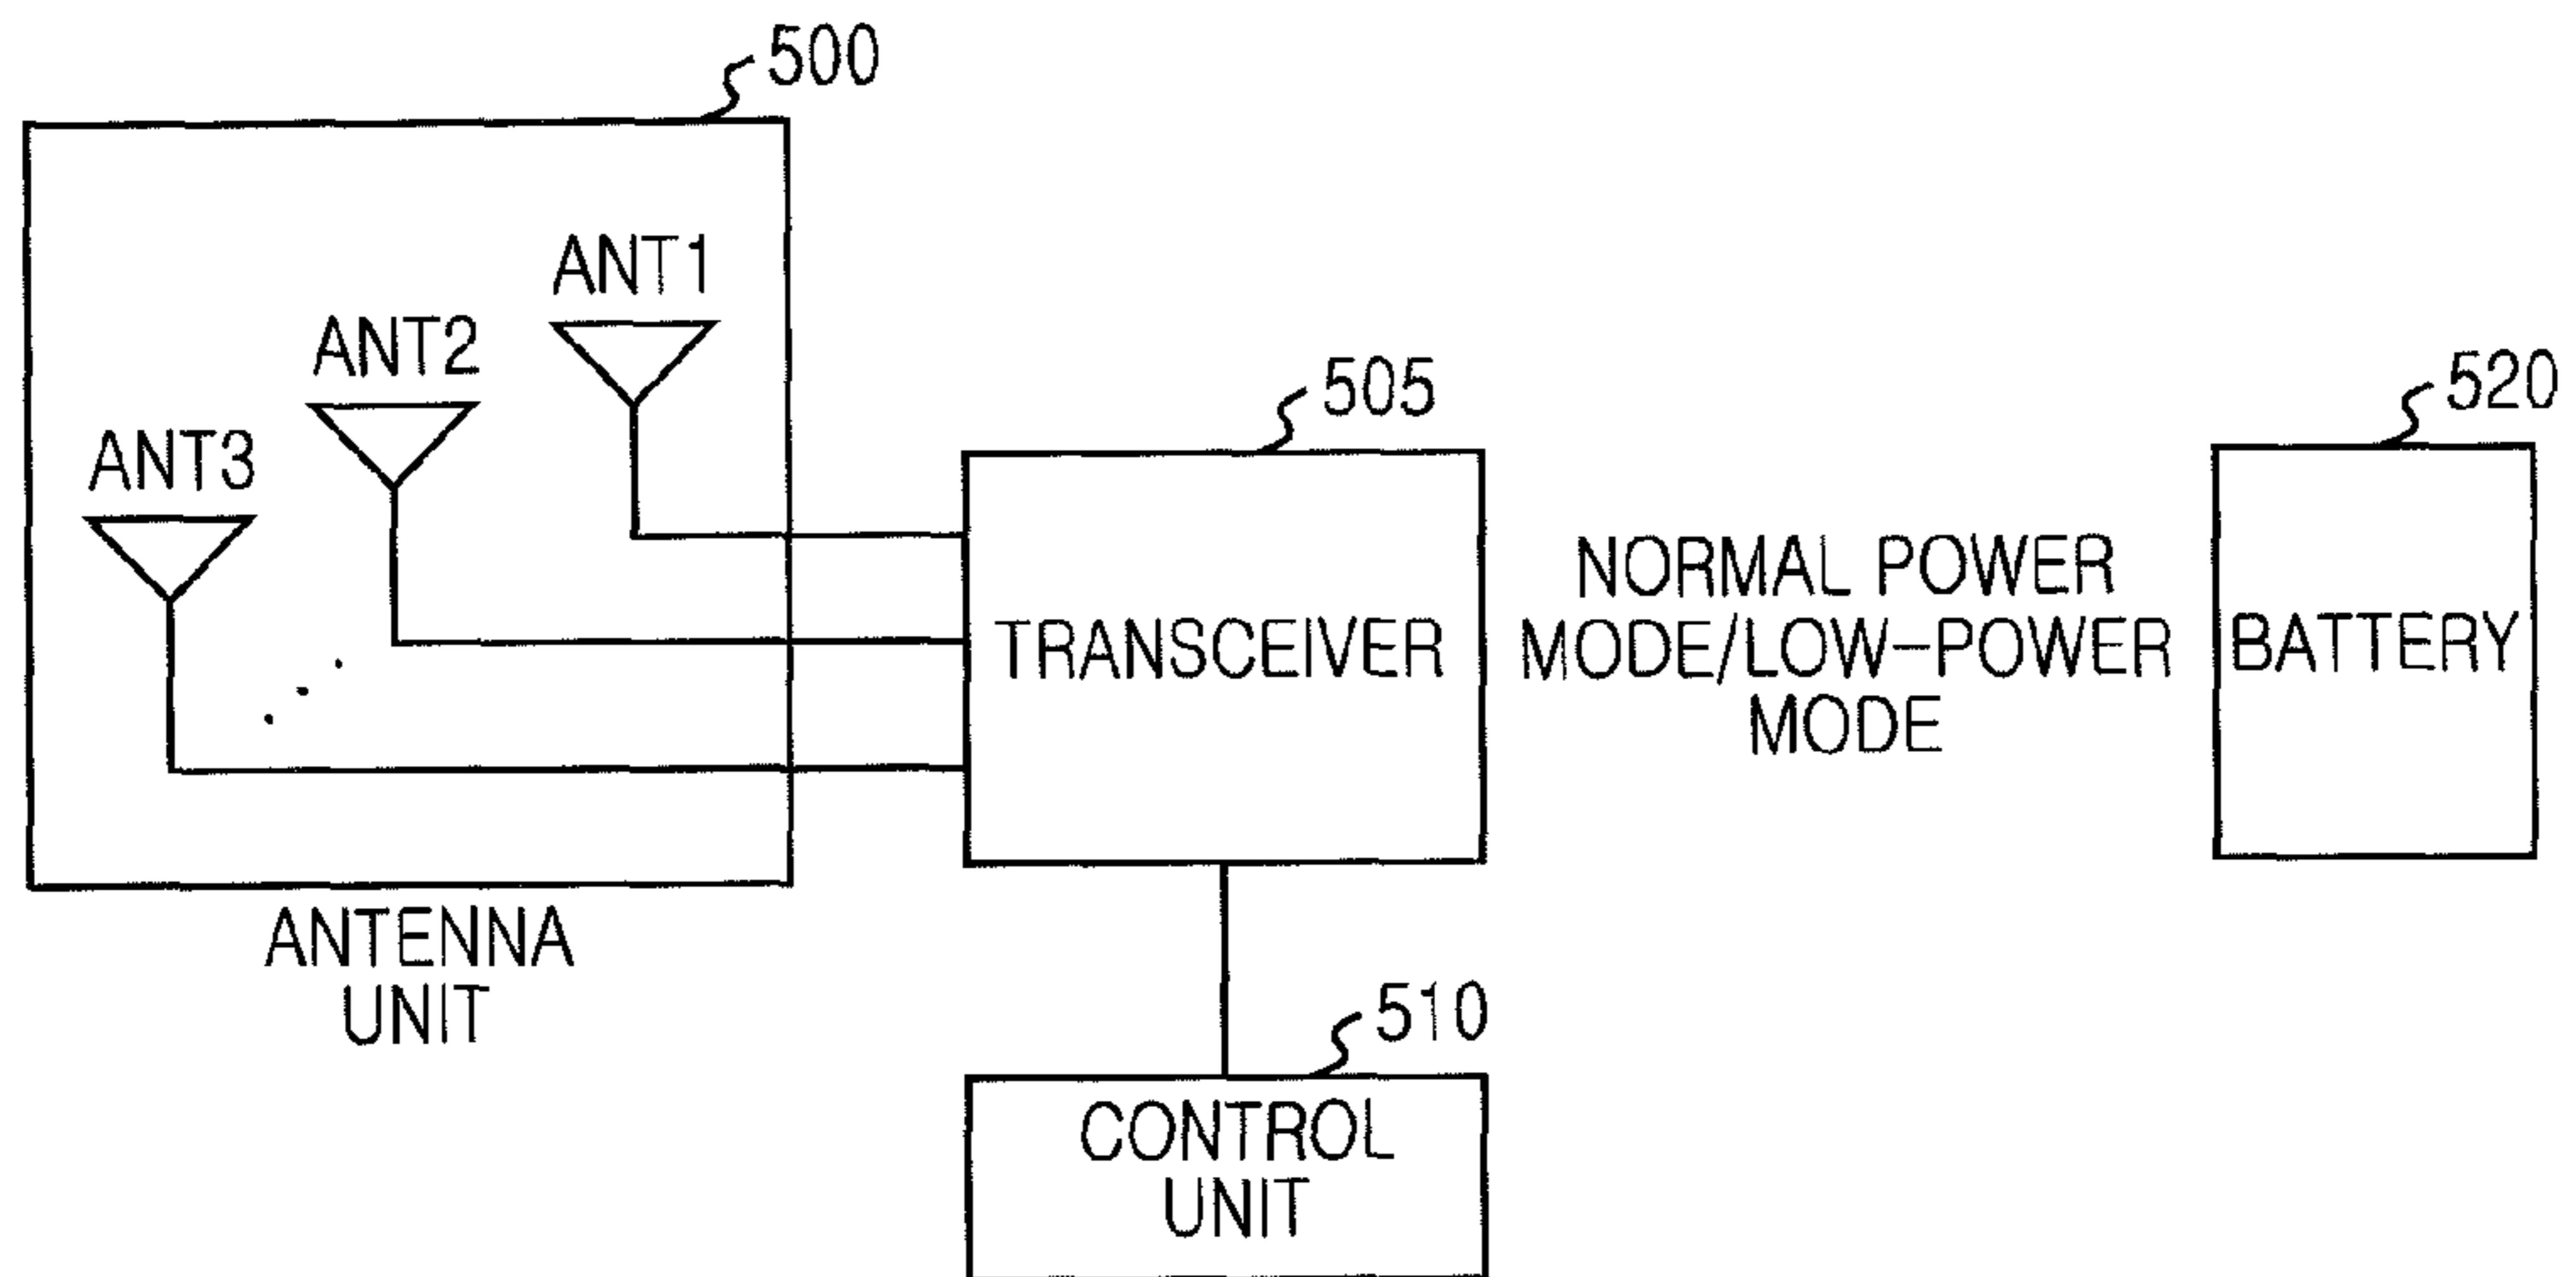 500
ANT1
ANT2
ANT3
505
520
TRANSCEIVER
NORMAL POWER
MODE/LOW-POWER
MODE
BATTERY
ANTENNA
UNIT
510
CONTROL
UNIT